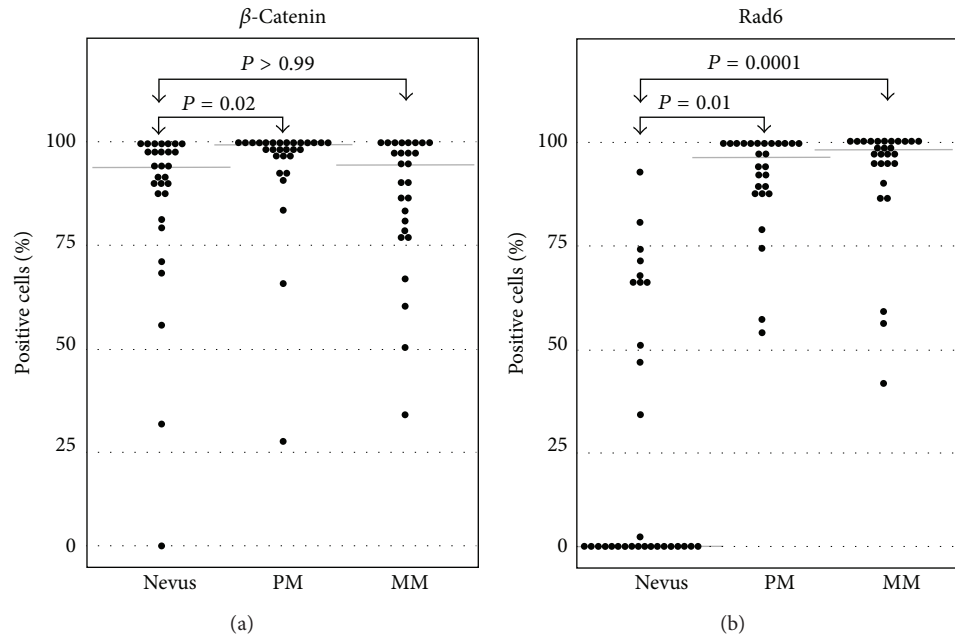 β-Catenin
P > 0.99
P = 0.02
100
75
50
25
0
Positive cells (%)
Nevus PM MM
(a)
Rad6
P = 0.0001
P = 0.01
100
75
50
25
0
Positive cells (%)
Nevus PM MM
(b)